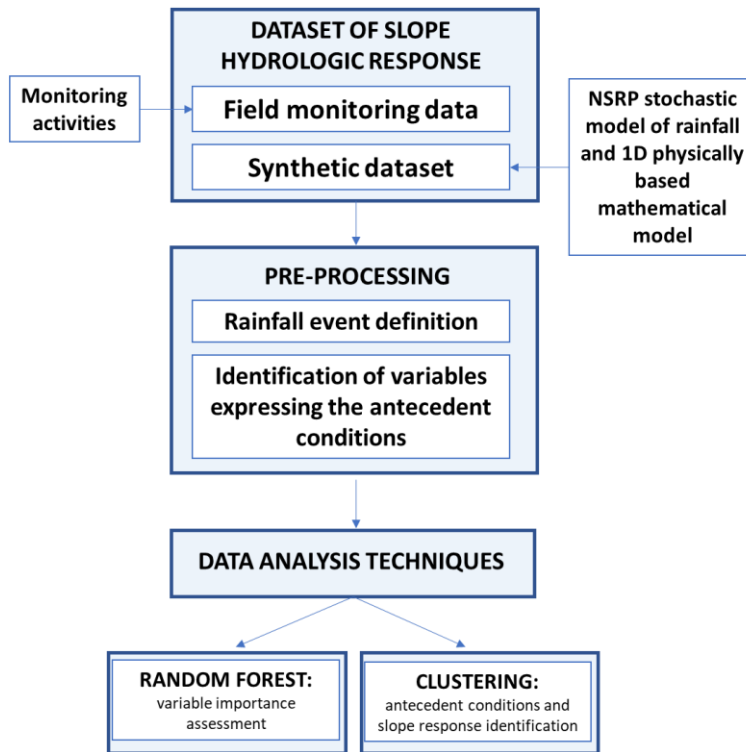 DATASET OF SLOPE
HYDROLOGIC RESPONSE
Monitoring
activities
Field monitoring data
Synthetic dataset
NSRP stochastic
model of rainfall
and 1D physically
based
mathematical
model
PRE-PROCESSING
Rainfall event definition
Identification of variables
expressing the antecedent
conditions
DATA ANALYSIS TECHNIQUES
RANDOM FOREST:
variable importance
assessment
CLUSTERING:
antecedent conditions and
slope response identification